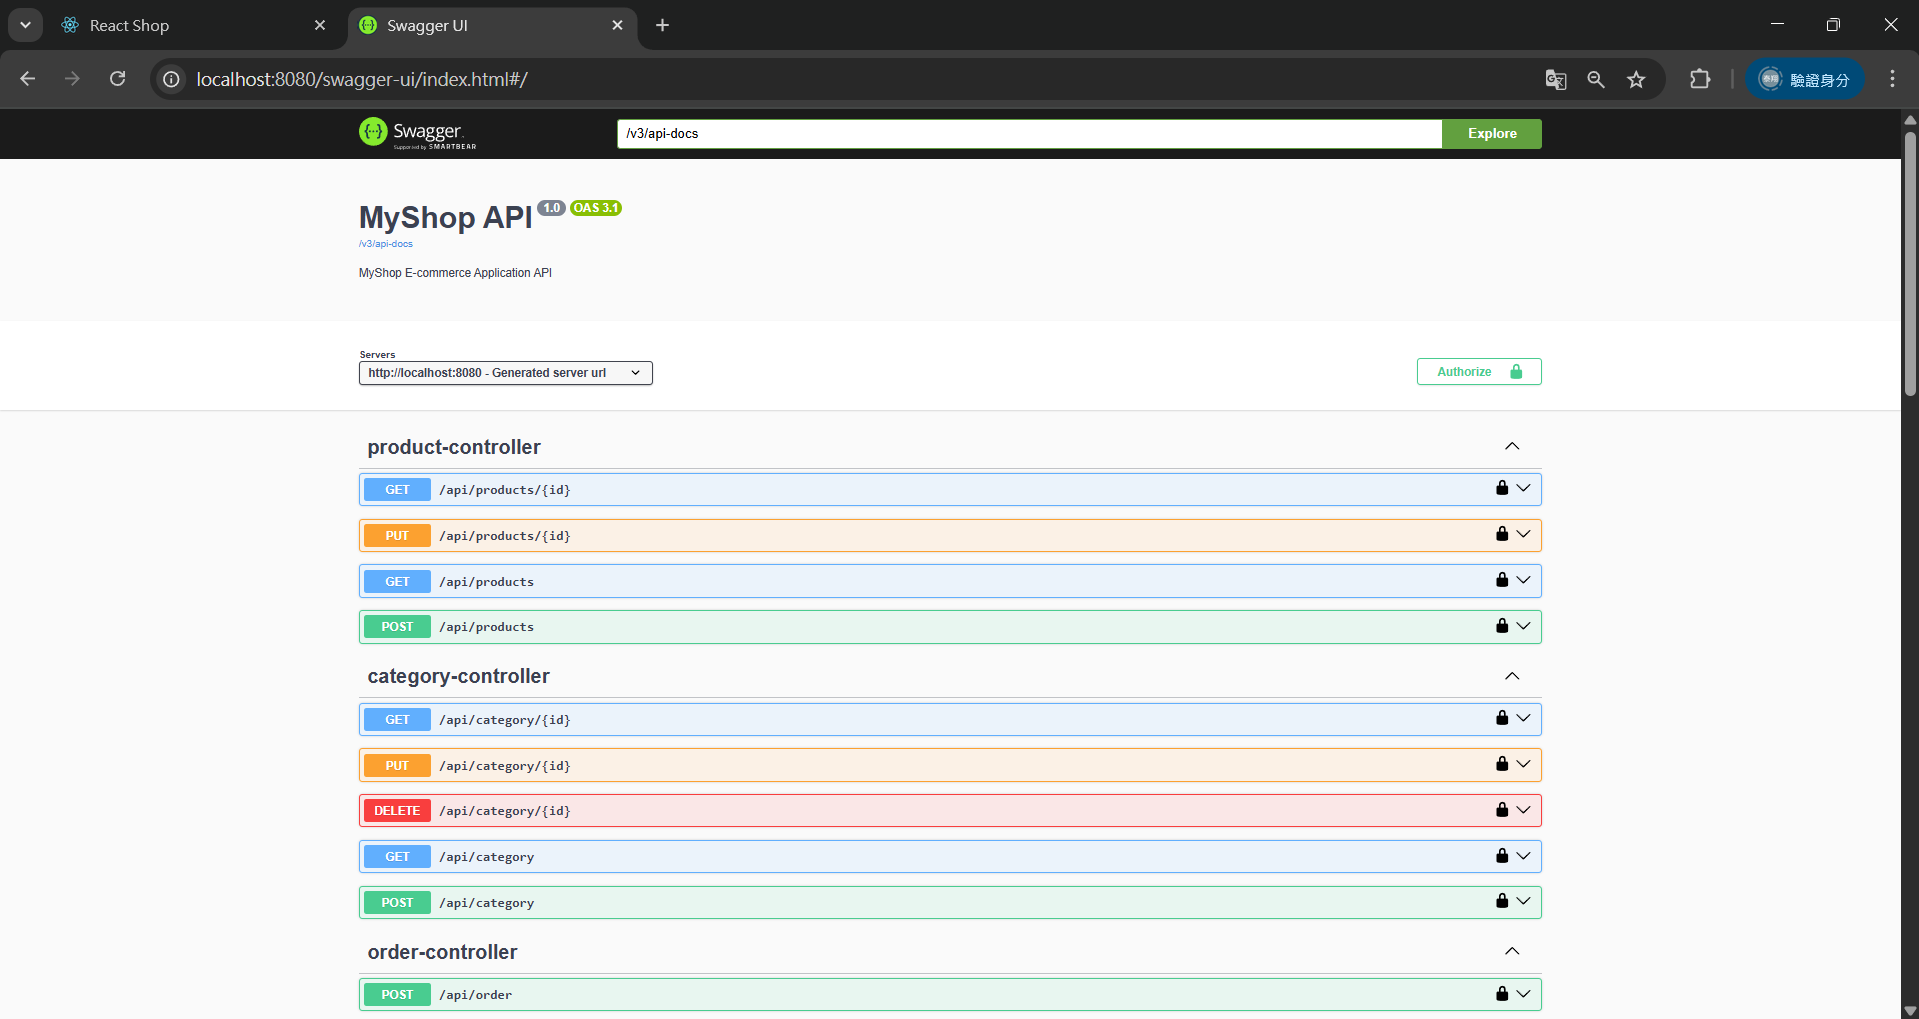 React Shop
Swagger UI
localhost:8080/swagger-ui/index.html#/
驗證身分
Swagger.
Supported by SMARTBEAR
/v3/api-docs
Explore
MyShop API 1.0 OAS 3.1
/v3/api-docs
MyShop E-commerce Application API
Servers
http://localhost:8080 - Generated server url
Authorize
product-controller
GET /api/products/{id}
PUT /api/products/{id}
GET /api/products
POST /api/products
category-controller
GET /api/category/{id}
PUT /api/category/{id}
DELETE /api/category/{id}
GET /api/category
POST /api/category
order-controller
POST /api/order